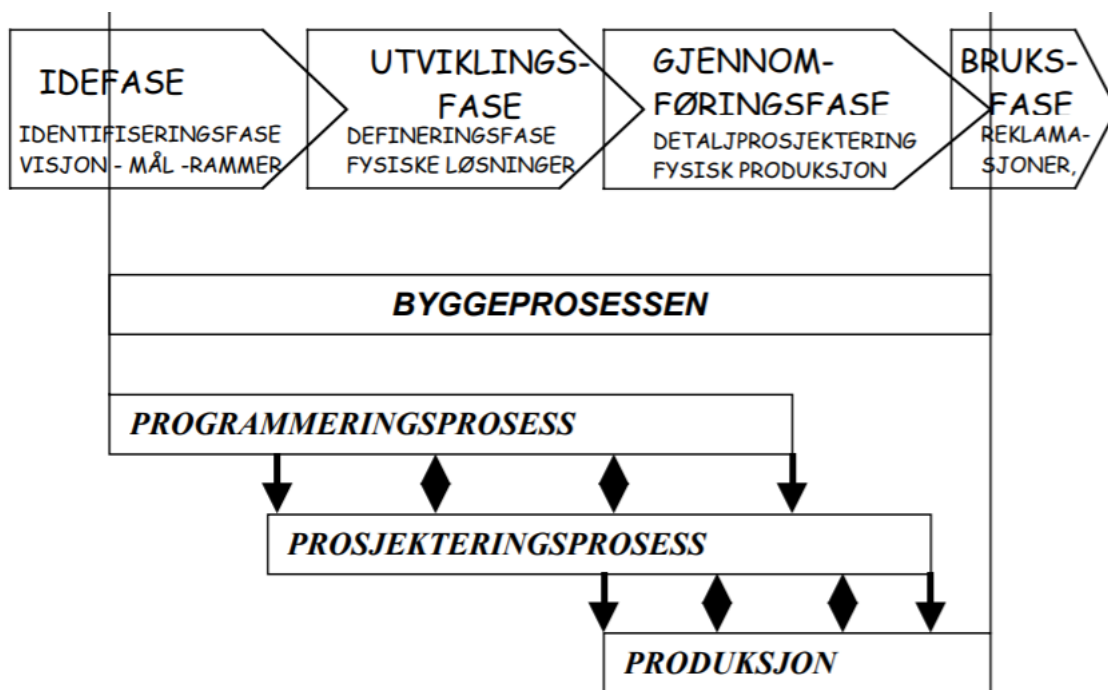 IDEFASE
IDENTIFISERINGSFASE
VISJON - MÅL -RAMMER
UTVIKLINGS-
FASE
DEFINERINGSFASE
FYSISKE LØSNINGER
GJENNOM-
FØRINGSFASE
DETALJPROSJEKTERING
FYSISK PRODUKSJON
BRUKS-
FASE
REKLAMA-
SJONER,
BYGGEPROSESSEN
PROGRAMMERINGSPROSESS
PROSJEKTERINGSPROSESS
PRODUKSJON